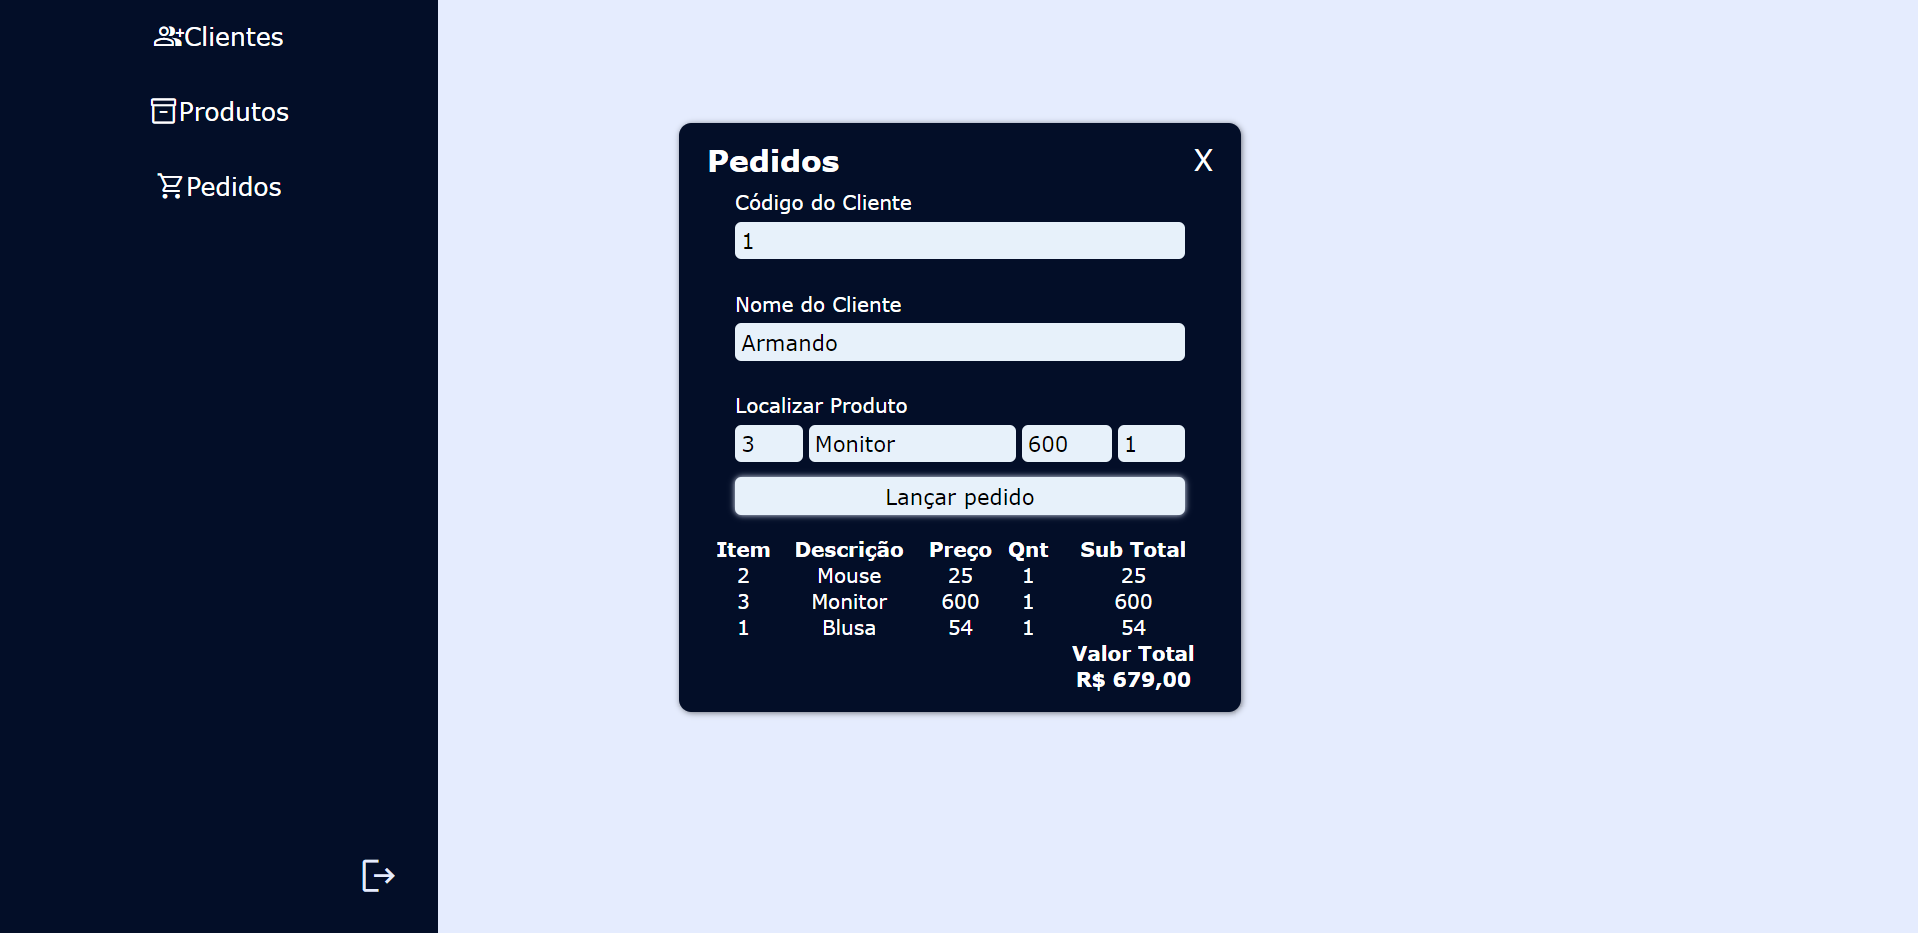 Clientes
Produtos
Pedidos
Pedidos X
Código do Cliente
1
Nome do Cliente
Armando
Localizar Produto
3 Monitor 600 1
Lançar pedido
Item Descrição Preço Qnt Sub Total
2 Mouse 25 1 25
3 Monitor 600 1 600
1 Blusa 54 1 54
Valor Total
R$ 679,00